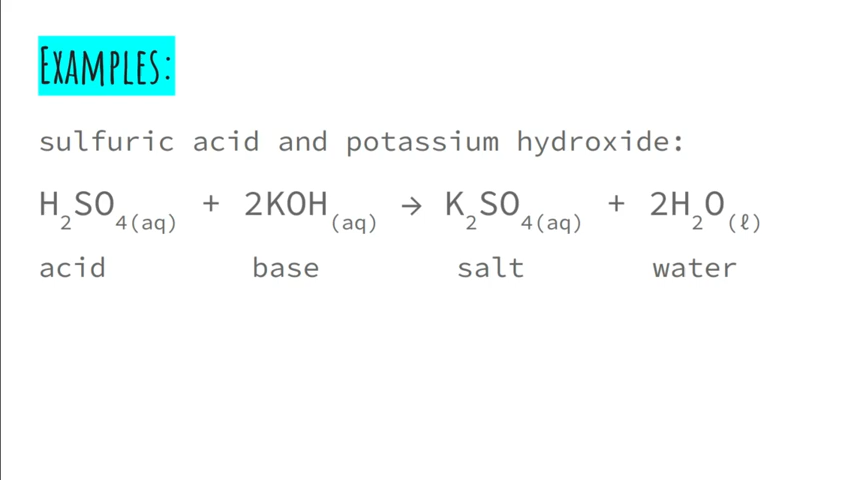 Examples:
sulfuric acid and potassium hydroxide:
H₂SO₄(aq) + 2KOH(aq) → K₂SO₄(aq) + 2H₂O(ℓ)
acid base salt water